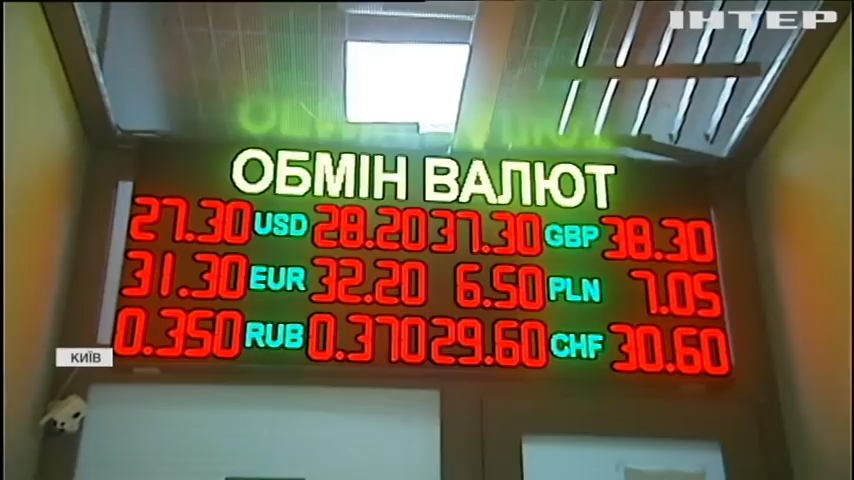 ІНТЕР
ОБМІН ВАЛЮТ
27.30 USD 28.20 37.30 GBP 38.30
31.30 EUR 32.20 6.50 PLN 7.05
0.350 RUB 0.370 29.60 CHF 30.60
КИЇВ